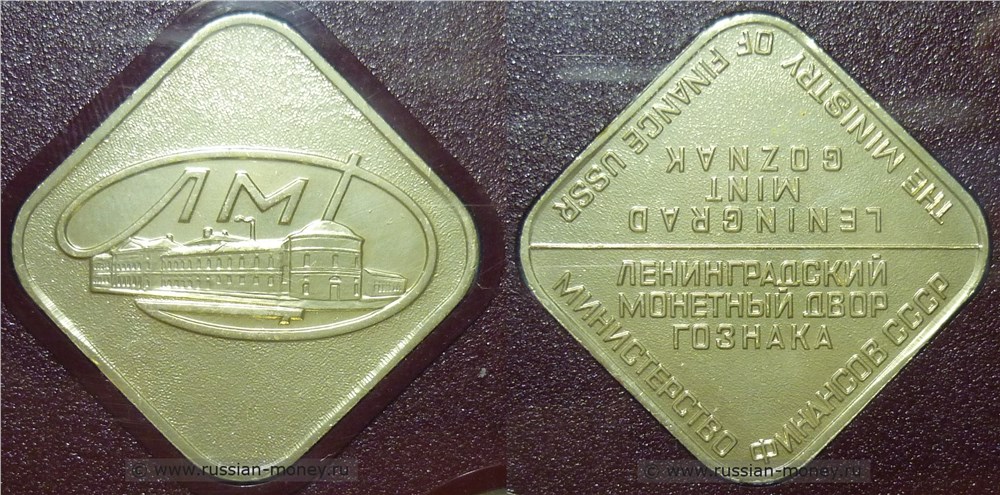 ЛМ
THE MINISTRY OF FINANCE USSR
LENINGRAD
MINT
GOZNAK
ЛЕНИНГРАДСКИЙ
МОНЕТНЫЙ ДВОР
ГОЗНАКА
МИНИСТЕРСТВО ФИНАНСОВ СССР
© www.russian-money.ru
© www.russian-money.ru